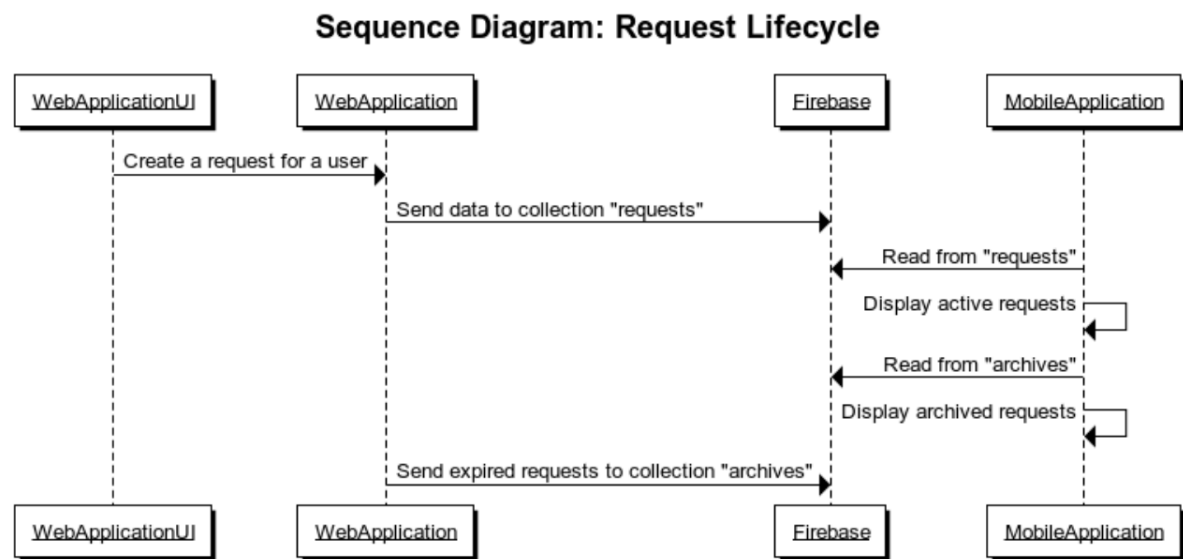 Sequence Diagram: Request Lifecycle
WebApplicationUI
WebApplication
Firebase
MobileApplication
Create a request for a user
Send data to collection "requests"
Read from "requests"
Display active requests
Read from "archives"
Display archived requests
Send expired requests to collection "archives"
WebApplicationUI
WebApplication
Firebase
MobileApplication